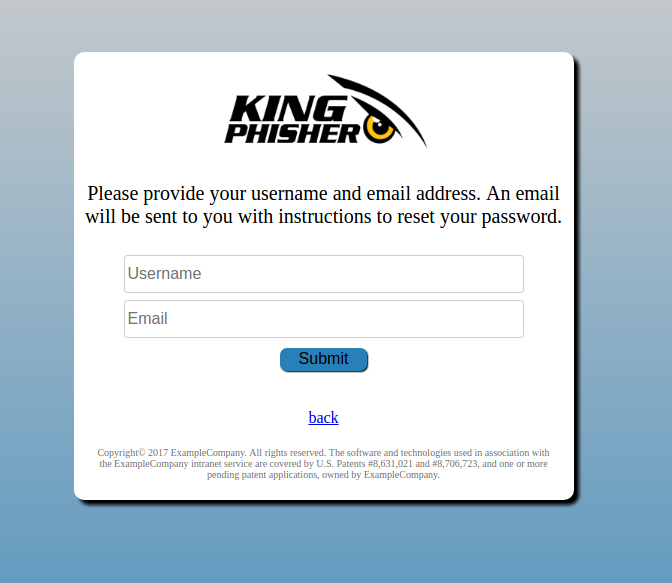 KING
PHISHER
Please provide your username and email address. An email
will be sent to you with instructions to reset your password.
Username
Email
Submit
back
Copyright© 2017 ExampleCompany. All rights reserved. The software and technologies used in association with
the ExampleCompany intranet service are covered by U.S. Patents #8,631,021 and #8,706,723, and one or more
pending patent applications, owned by ExampleCompany.